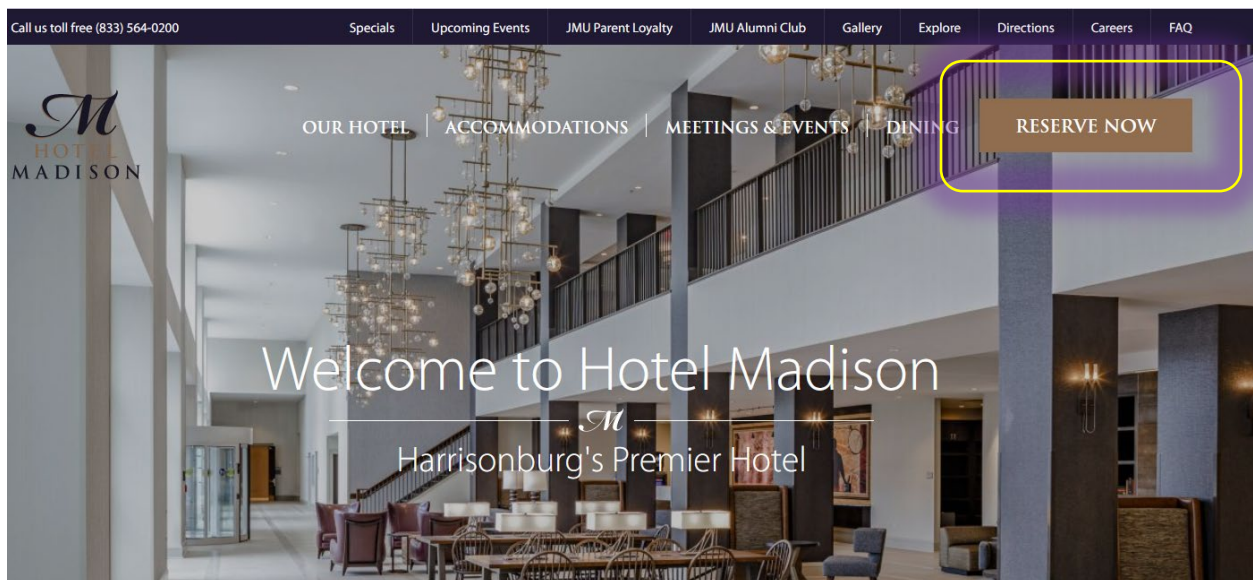 Call us toll free (833) 564-0200 Specials Upcoming Events JMU Parent Loyalty JMU Alumni Club Gallery Explore Directions Careers FAQ
M
HOTEL
MADISON
OUR HOTEL | ACCOMMODATIONS | MEETINGS & EVENTS | DINING RESERVE NOW
Welcome to Hotel Madison
M
Harrisonburg's Premier Hotel